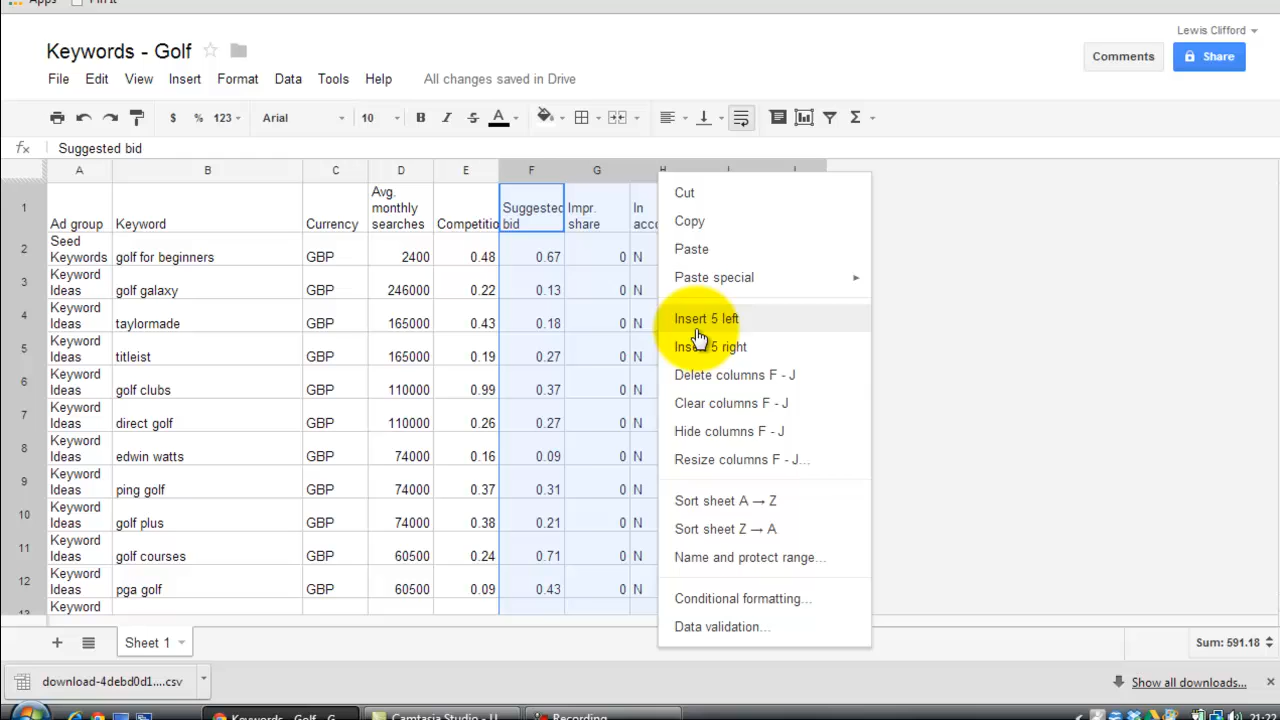 Apps Pin It
Lewis Clifford
Keywords - Golf
Comments Share
File Edit View Insert Format Data Tools Help All changes saved in Drive
$ % 123 Arial 10 B I S A Σ
fx Suggested bid
A B C D E F G H I J
1 Ad group Keyword Currency Avg. monthly searches Competitio Suggested bid Impr. share In acco
2 Seed Keywords golf for beginners GBP 2400 0.48 0.67 0 N
3 Keyword Ideas golf galaxy GBP 246000 0.22 0.13 0 N
4 Keyword Ideas taylormade GBP 165000 0.43 0.18 0 N
5 Keyword Ideas titleist GBP 165000 0.19 0.27 0 N
6 Keyword Ideas golf clubs GBP 110000 0.99 0.37 0 N
7 Keyword Ideas direct golf GBP 110000 0.26 0.27 0 N
8 Keyword Ideas edwin watts GBP 74000 0.16 0.09 0 N
9 Keyword Ideas ping golf GBP 74000 0.37 0.31 0 N
10 Keyword Ideas golf plus GBP 74000 0.38 0.21 0 N
11 Keyword Ideas golf courses GBP 60500 0.24 0.71 0 N
12 Keyword Ideas pga golf GBP 60500 0.09 0.43 0 N
13 Keyword
Cut
Copy
Paste
Paste special
Insert 5 left
Insert 5 right
Delete columns F - J
Clear columns F - J
Hide columns F - J
Resize columns F - J...
Sort sheet A → Z
Sort sheet Z → A
Name and protect range...
Conditional formatting...
Data validation...
+ Sheet 1 Sum: 591.18
download-4debd0d1....csv Show all downloads...
Keywords - Golf - G... Camtasia Studio - U... Recording... 21:22